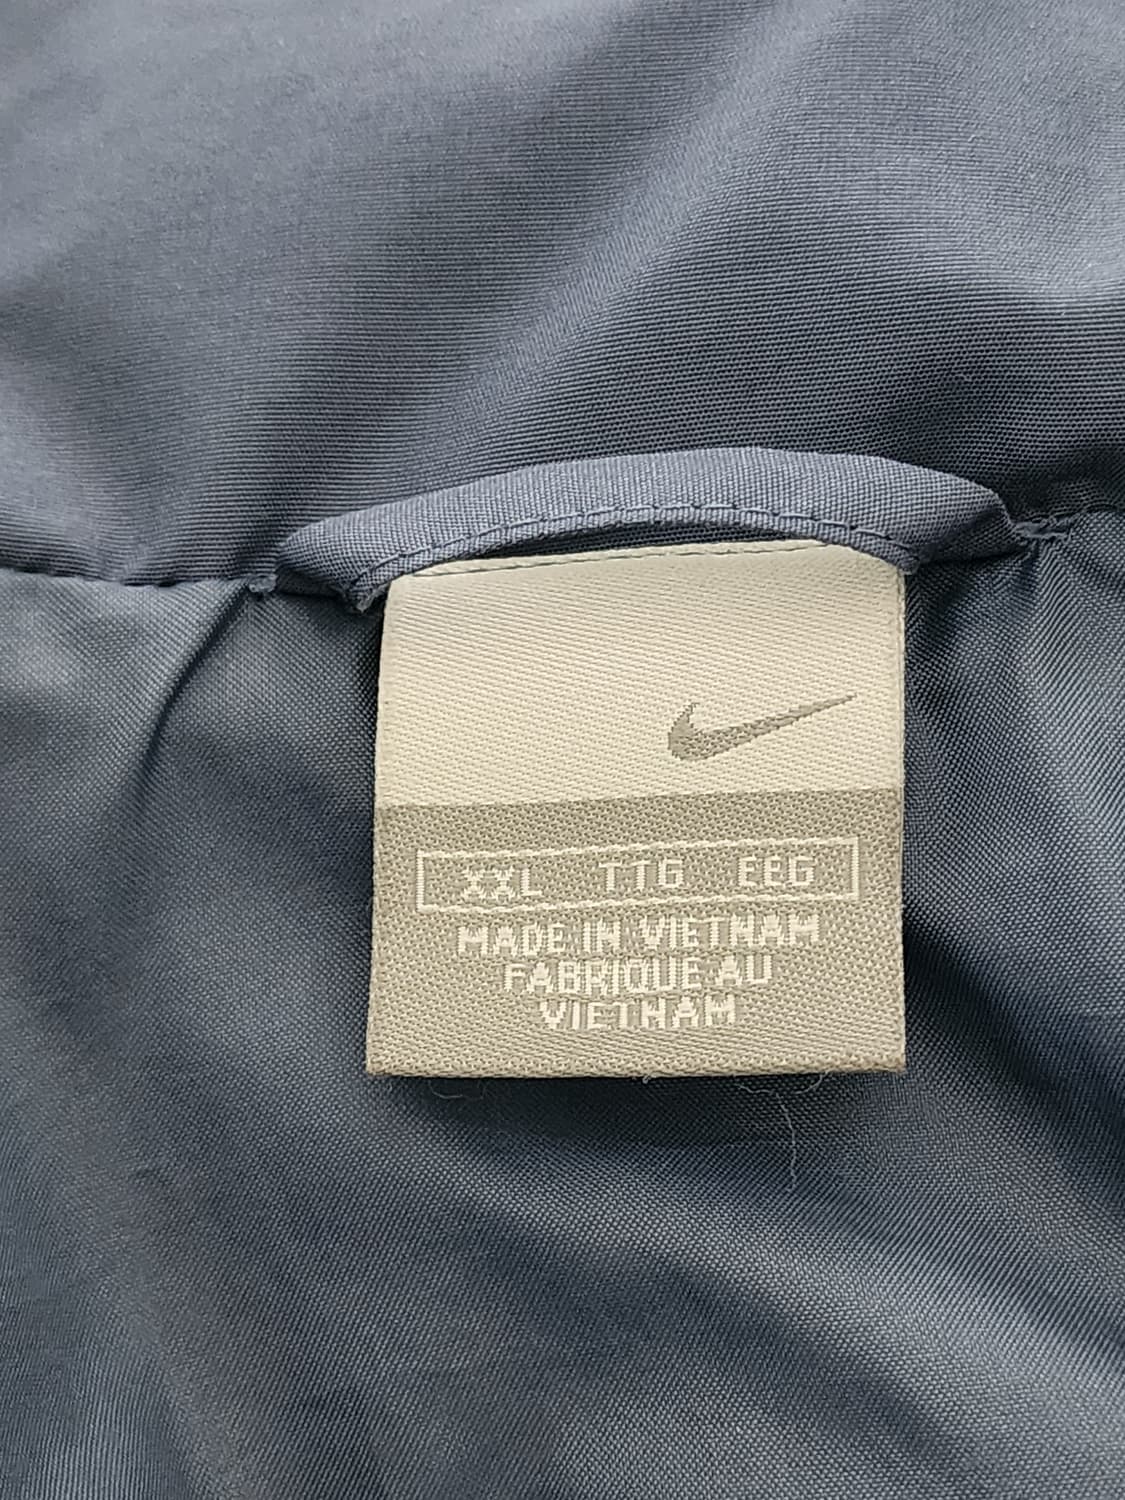 XXL TTG EEG
MADE IN VIETNAM
FABRIQUE AU
VIETNAM